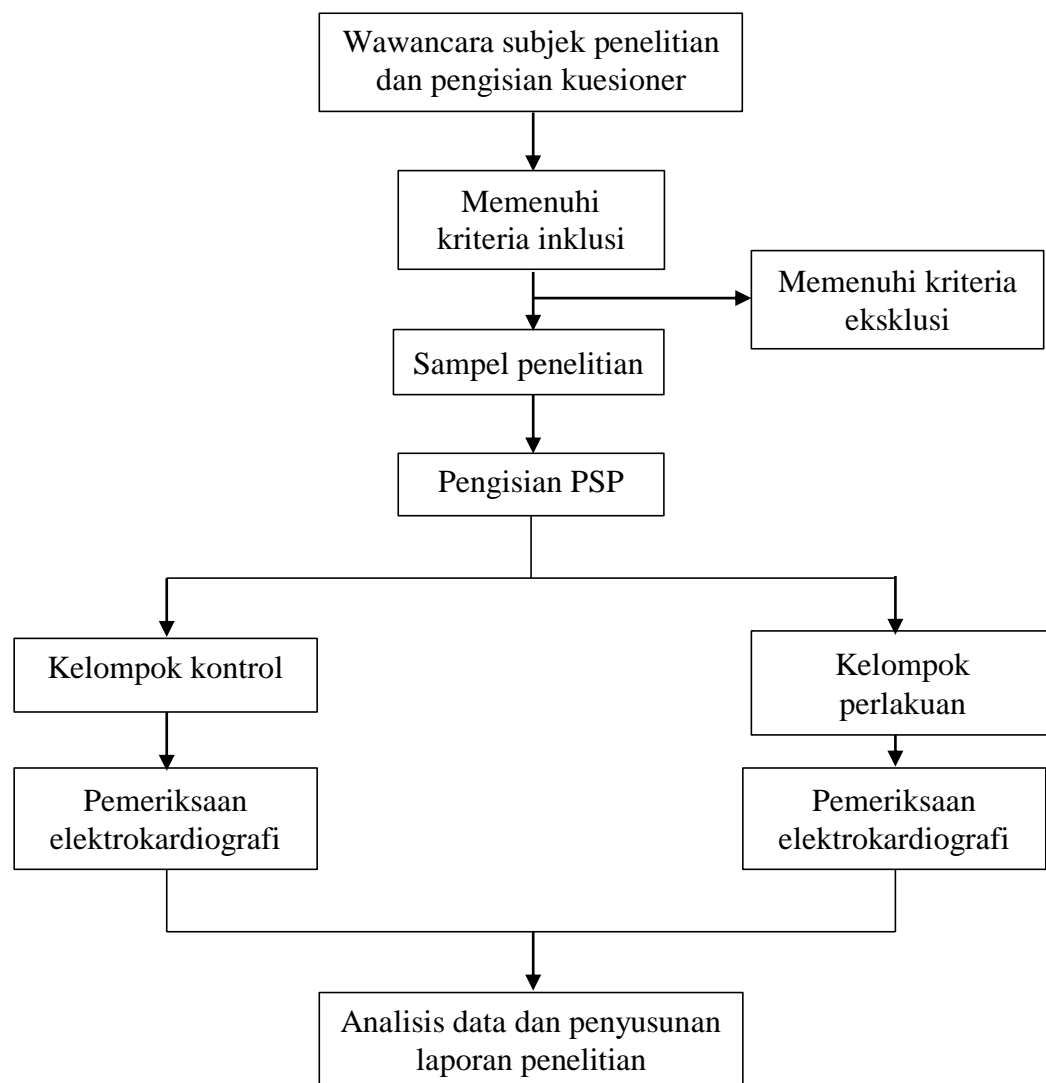 Wawancara subjek penelitian
dan pengisian kuesioner
Memenuhi
kriteria inklusi
Memenuhi kriteria
eksklusi
Sampel penelitian
Pengisian PSP
Kelompok kontrol
Kelompok
perlakuan
Pemeriksaan
elektrokardiografi
Pemeriksaan
elektrokardiografi
Analisis data dan penyusunan
laporan penelitian